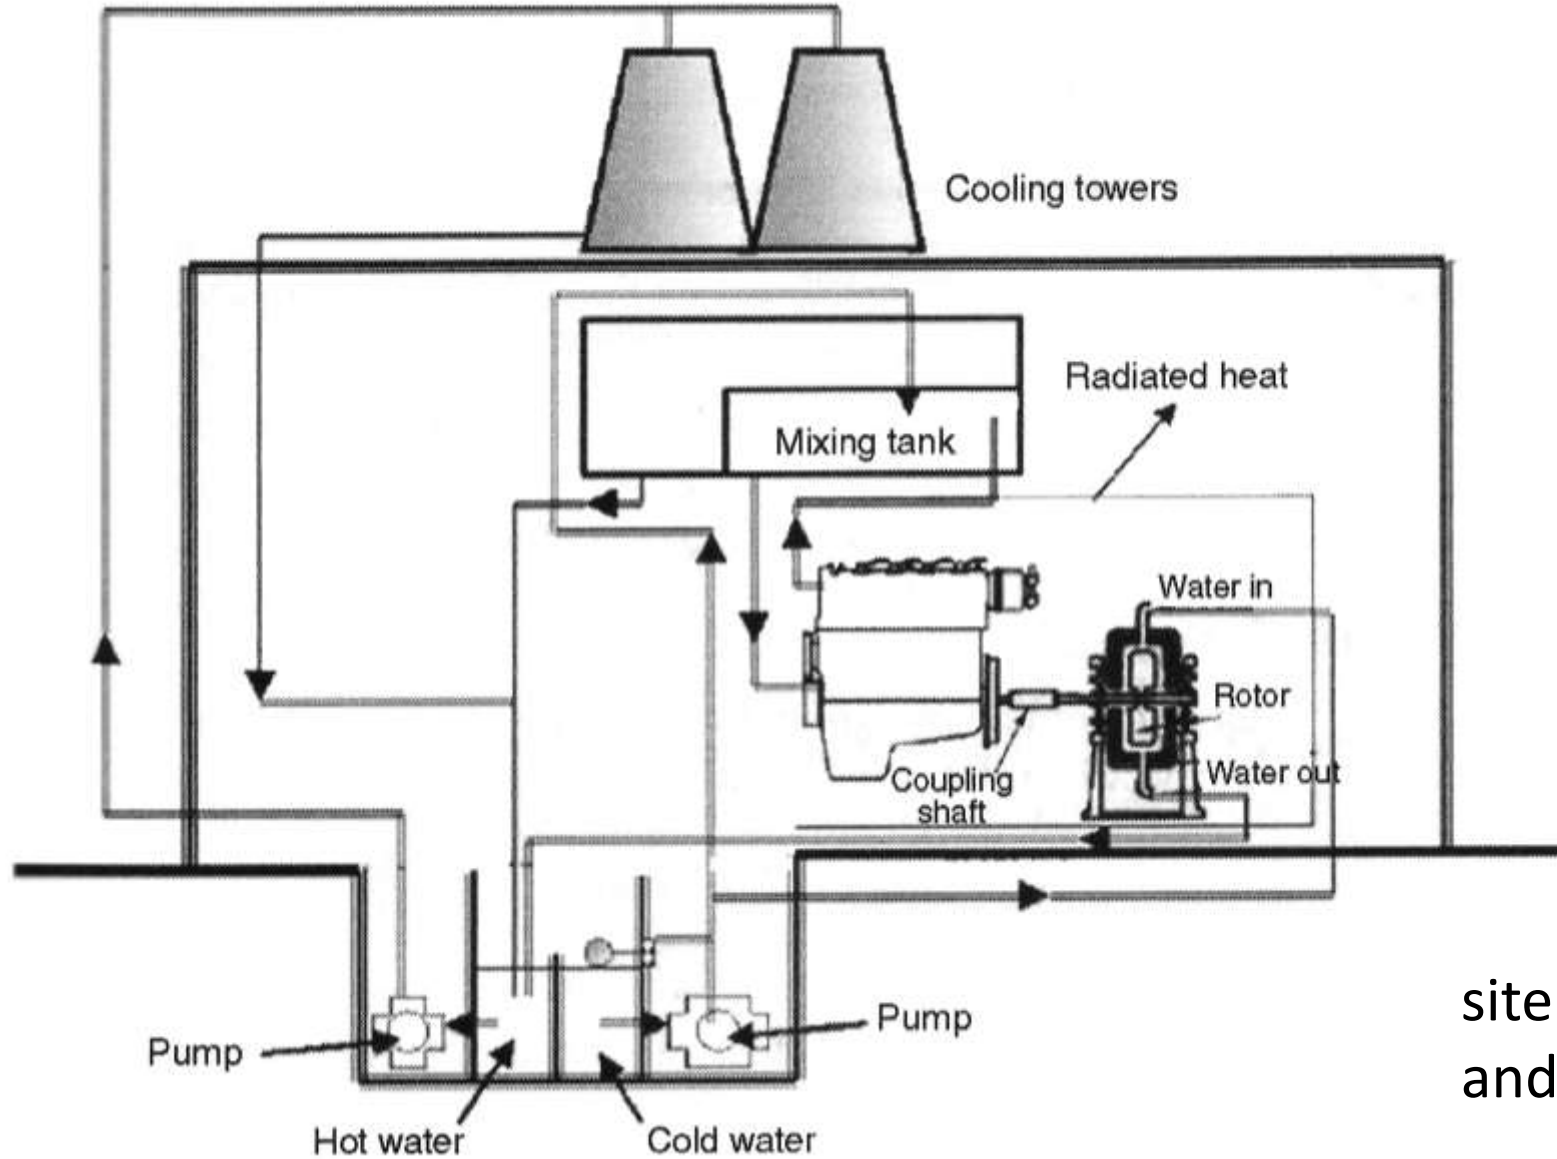 Cooling towers
Radiated heat
Mixing tank
Water in
Rotor
Water out
Coupling
shaft
Pump
Pump
Hot water
Cold water
site
and